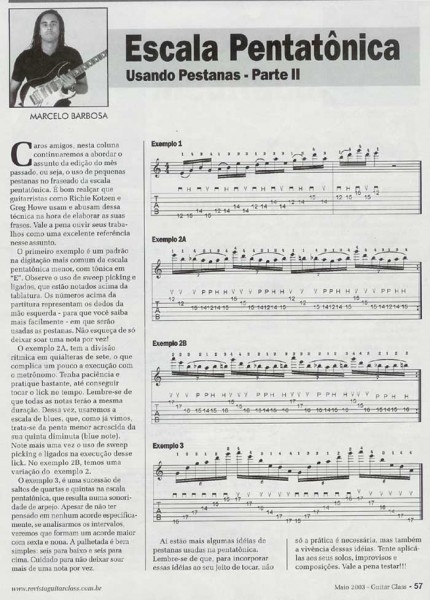 Escala Pentatônica
Usando Pestanas - Parte II
MARCELO BARBOSA
Caros amigos, nesta coluna
continuaremos a abordar o
assunto da edição do mês
passado, ou seja, o uso de pequenas
pestanas no fraseado da escala
pentatônica. É bom realçar que
guitarristas como Richie Kotzen e
Greg Howe usam e abusam dessa
técnica na hora de elaborar as suas
frases. Vale a pena ouvir seus traba-
lhos como uma excelente referência
nesse assunto.
O primeiro exemplo é um padrão
na digitação mais comum da escala
pentatônica menor, com tônica em
"E". Observe o uso de sweep picking e
ligados, que estão notados acima da
tablatura. Os números acima da
partitura representam os dedos da
mão esquerda - para que você saiba
mais facilmente - em que serão
usadas as pestanas. Não esqueça de só
deixar soar uma nota por vez!
O exemplo 2A, tem a divisão
rítmica em quiálteras de sete, o que
complica um pouco a execução com
o metrônomo. Tenha paciência e
pratique bastante, até conseguir
tocar o lick no tempo. Lembre-se de
que todas as notas terão a mesma
duração. Dessa vez, usaremos a
escala de blues, que, como já vimos,
trata-se da penta menor acrescida da
sua quinta diminuta (blue note).
Note mais uma vez o uso de sweep
picking e ligados na execução desse
lick. No exemplo 2B, temos uma
variação do exemplo 2.
O exemplo 3, é uma sucessão de
saltos de quartas e quintas na escala
pentatônica, que resulta numa sonori-
dade de arpejo. Apesar de não ter
pensado em nenhum acorde especifica-
mente, se analisarmos os intervalos
veremos que formam um acorde maior
com sexta e nona. A palhetada é bem
simples: seis para baixo e seis para
cima. Cuidado para não deixar soar
mais de uma nota por vez.
Exemplo 1
Exemplo 2A
Exemplo 2B
Exemplo 3
Aí estão mais algumas idéias de
pestanas usadas na pentatônica.
Lembre-se de que, para incorporar
essas idéias ao seu jeito de tocar, não
só a prática é necessária, mas também
a vivência dessas idéias. Tente aplicá-
las aos seus solos, improvisos e
composições. Vale a pena testar!!!
www.revistaguitarclass.com.br
Maio 2003 - Guitar Class - 57